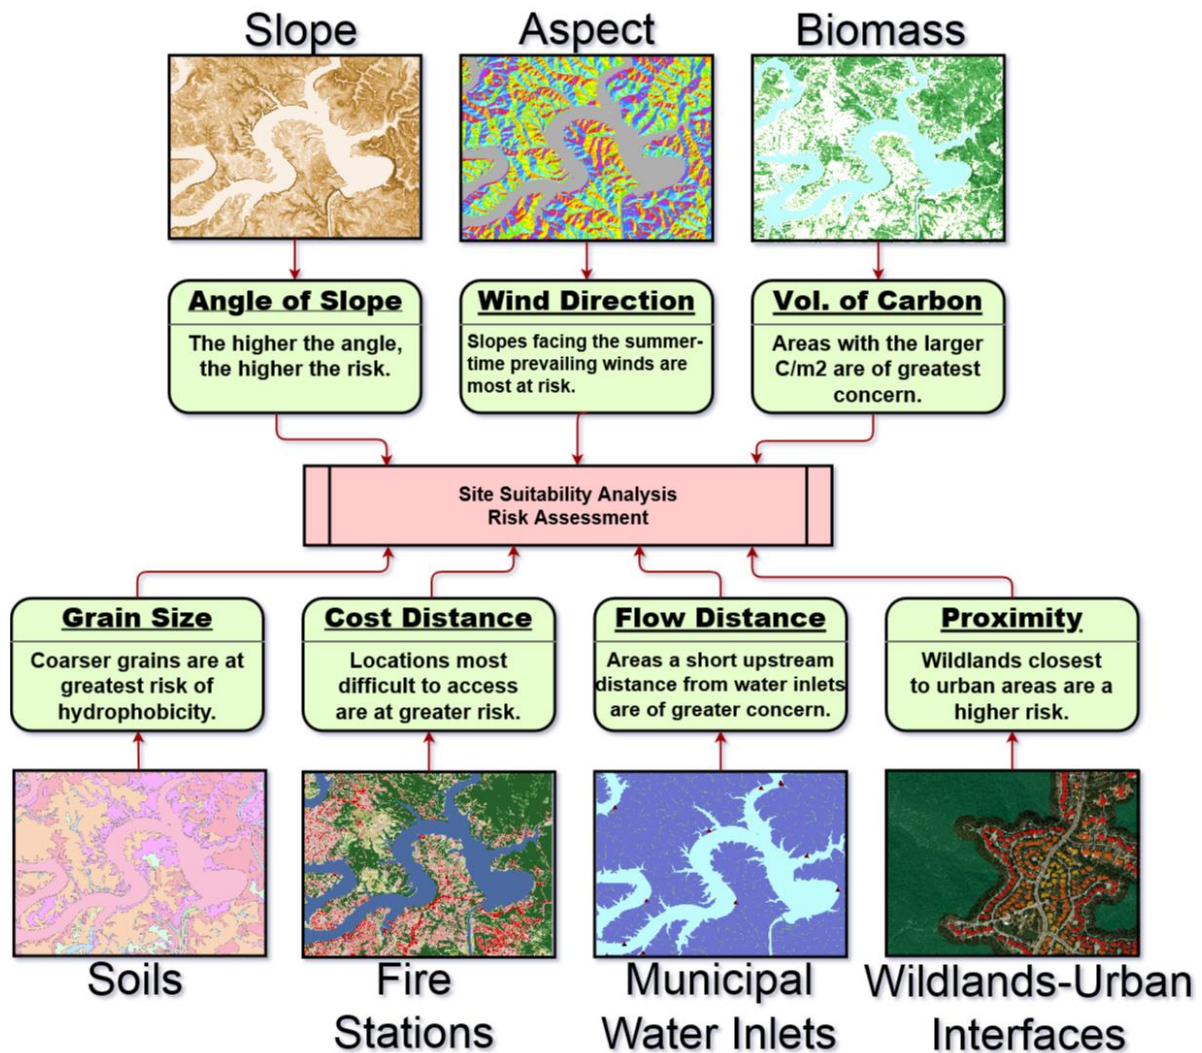 Slope
Aspect
Biomass
Angle of Slope
The higher the angle,
the higher the risk.
Wind Direction
Slopes facing the summer-
time prevailing winds are
most at risk.
Vol. of Carbon
Areas with the larger
C/m2 are of greatest
concern.
Site Suitability Analysis
Risk Assessment
Grain Size
Coarser grains are at
greatest risk of
hydrophobicity.
Cost Distance
Locations most
difficult to access
are at greater risk.
Flow Distance
Areas a short upstream
distance from water inlets
are of greater concern.
Proximity
Wildlands closest
to urban areas are a
higher risk.
Soils
Fire
Stations
Municipal
Water Inlets
Wildlands-Urban
Interfaces